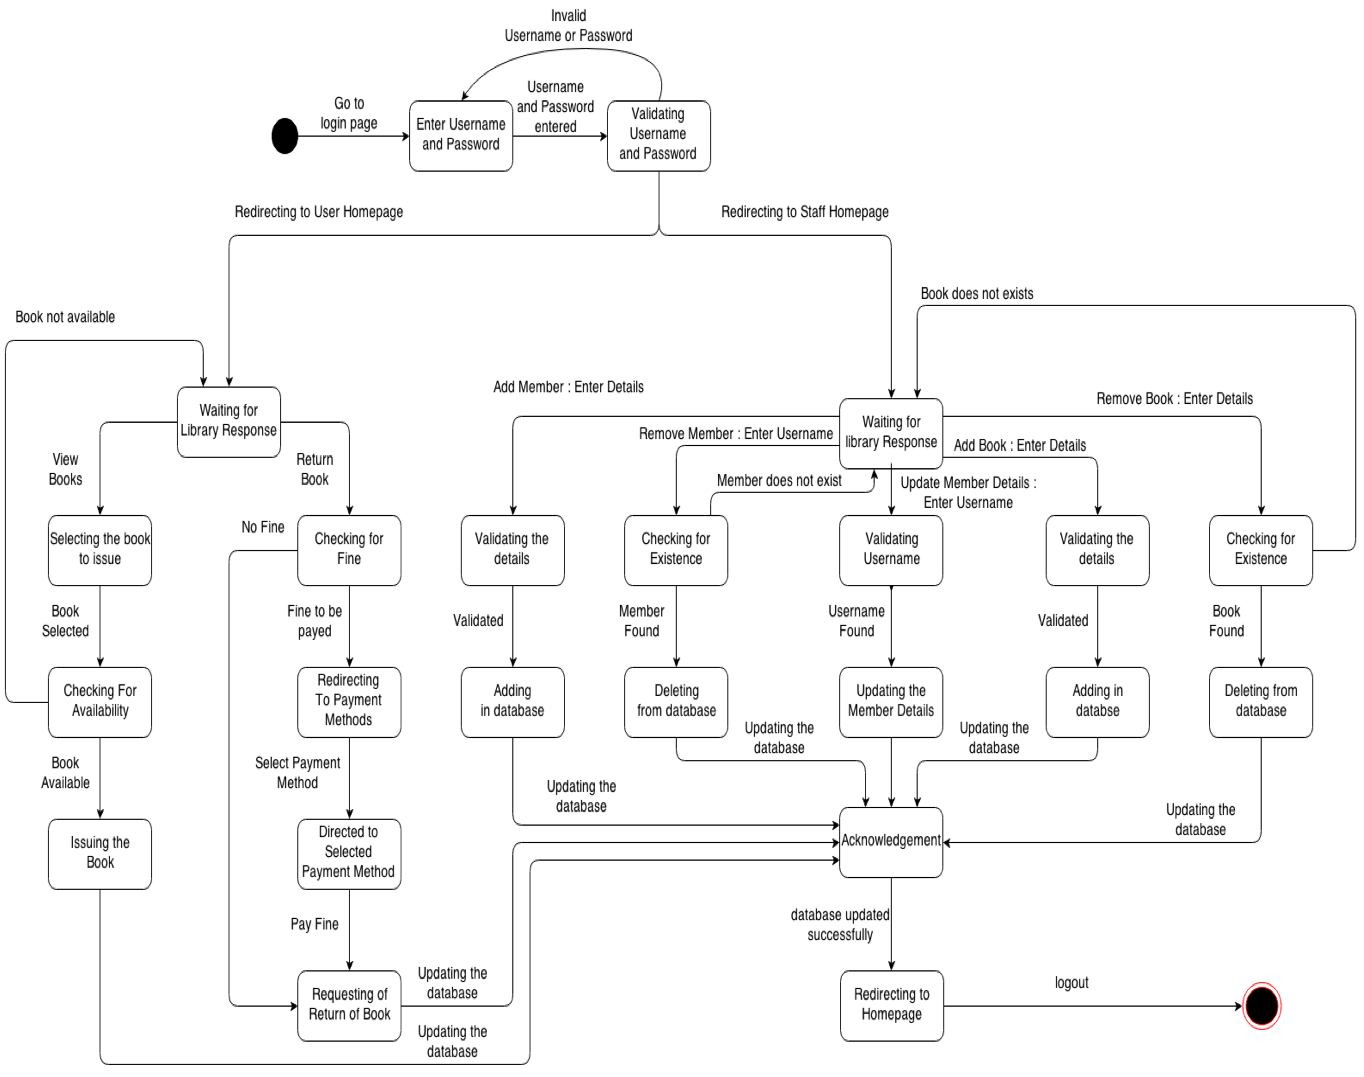 Invalid
Username or Password
Go to
login page
Username
and Password
entered
Enter Username
and Password
Validating
Username
and Password
Redirecting to User Homepage
Redirecting to Staff Homepage
Book does not exists
Book not available
Add Member : Enter Details
Remove Book : Enter Details
Waiting for
Library Response
Waiting for
library Response
Remove Member : Enter Username
Add Book : Enter Details
View
Books
Return
Book
Member does not exist
Update Member Details :
Enter Username
No Fine
Selecting the book
to issue
Checking for
Fine
Validating the
details
Checking for
Existence
Validating
Username
Validating the
details
Checking for
Existence
Book
Selected
Fine to be
payed
Validated
Member
Found
Username
Found
Validated
Book
Found
Checking For
Availability
Redirecting
To Payment
Methods
Adding
in database
Deleting
from database
Updating the
Member Details
Adding in
databse
Deleting from
database
Updating the
database
Updating the
database
Book
Available
Select Payment
Method
Updating the
database
Updating the
database
Issuing the
Book
Directed to
Selected
Payment Method
Acknowledgement
Pay Fine
database updated
successfully
Updating the
database
Requesting of
Return of Book
Redirecting to
Homepage
logout
Updating the
database